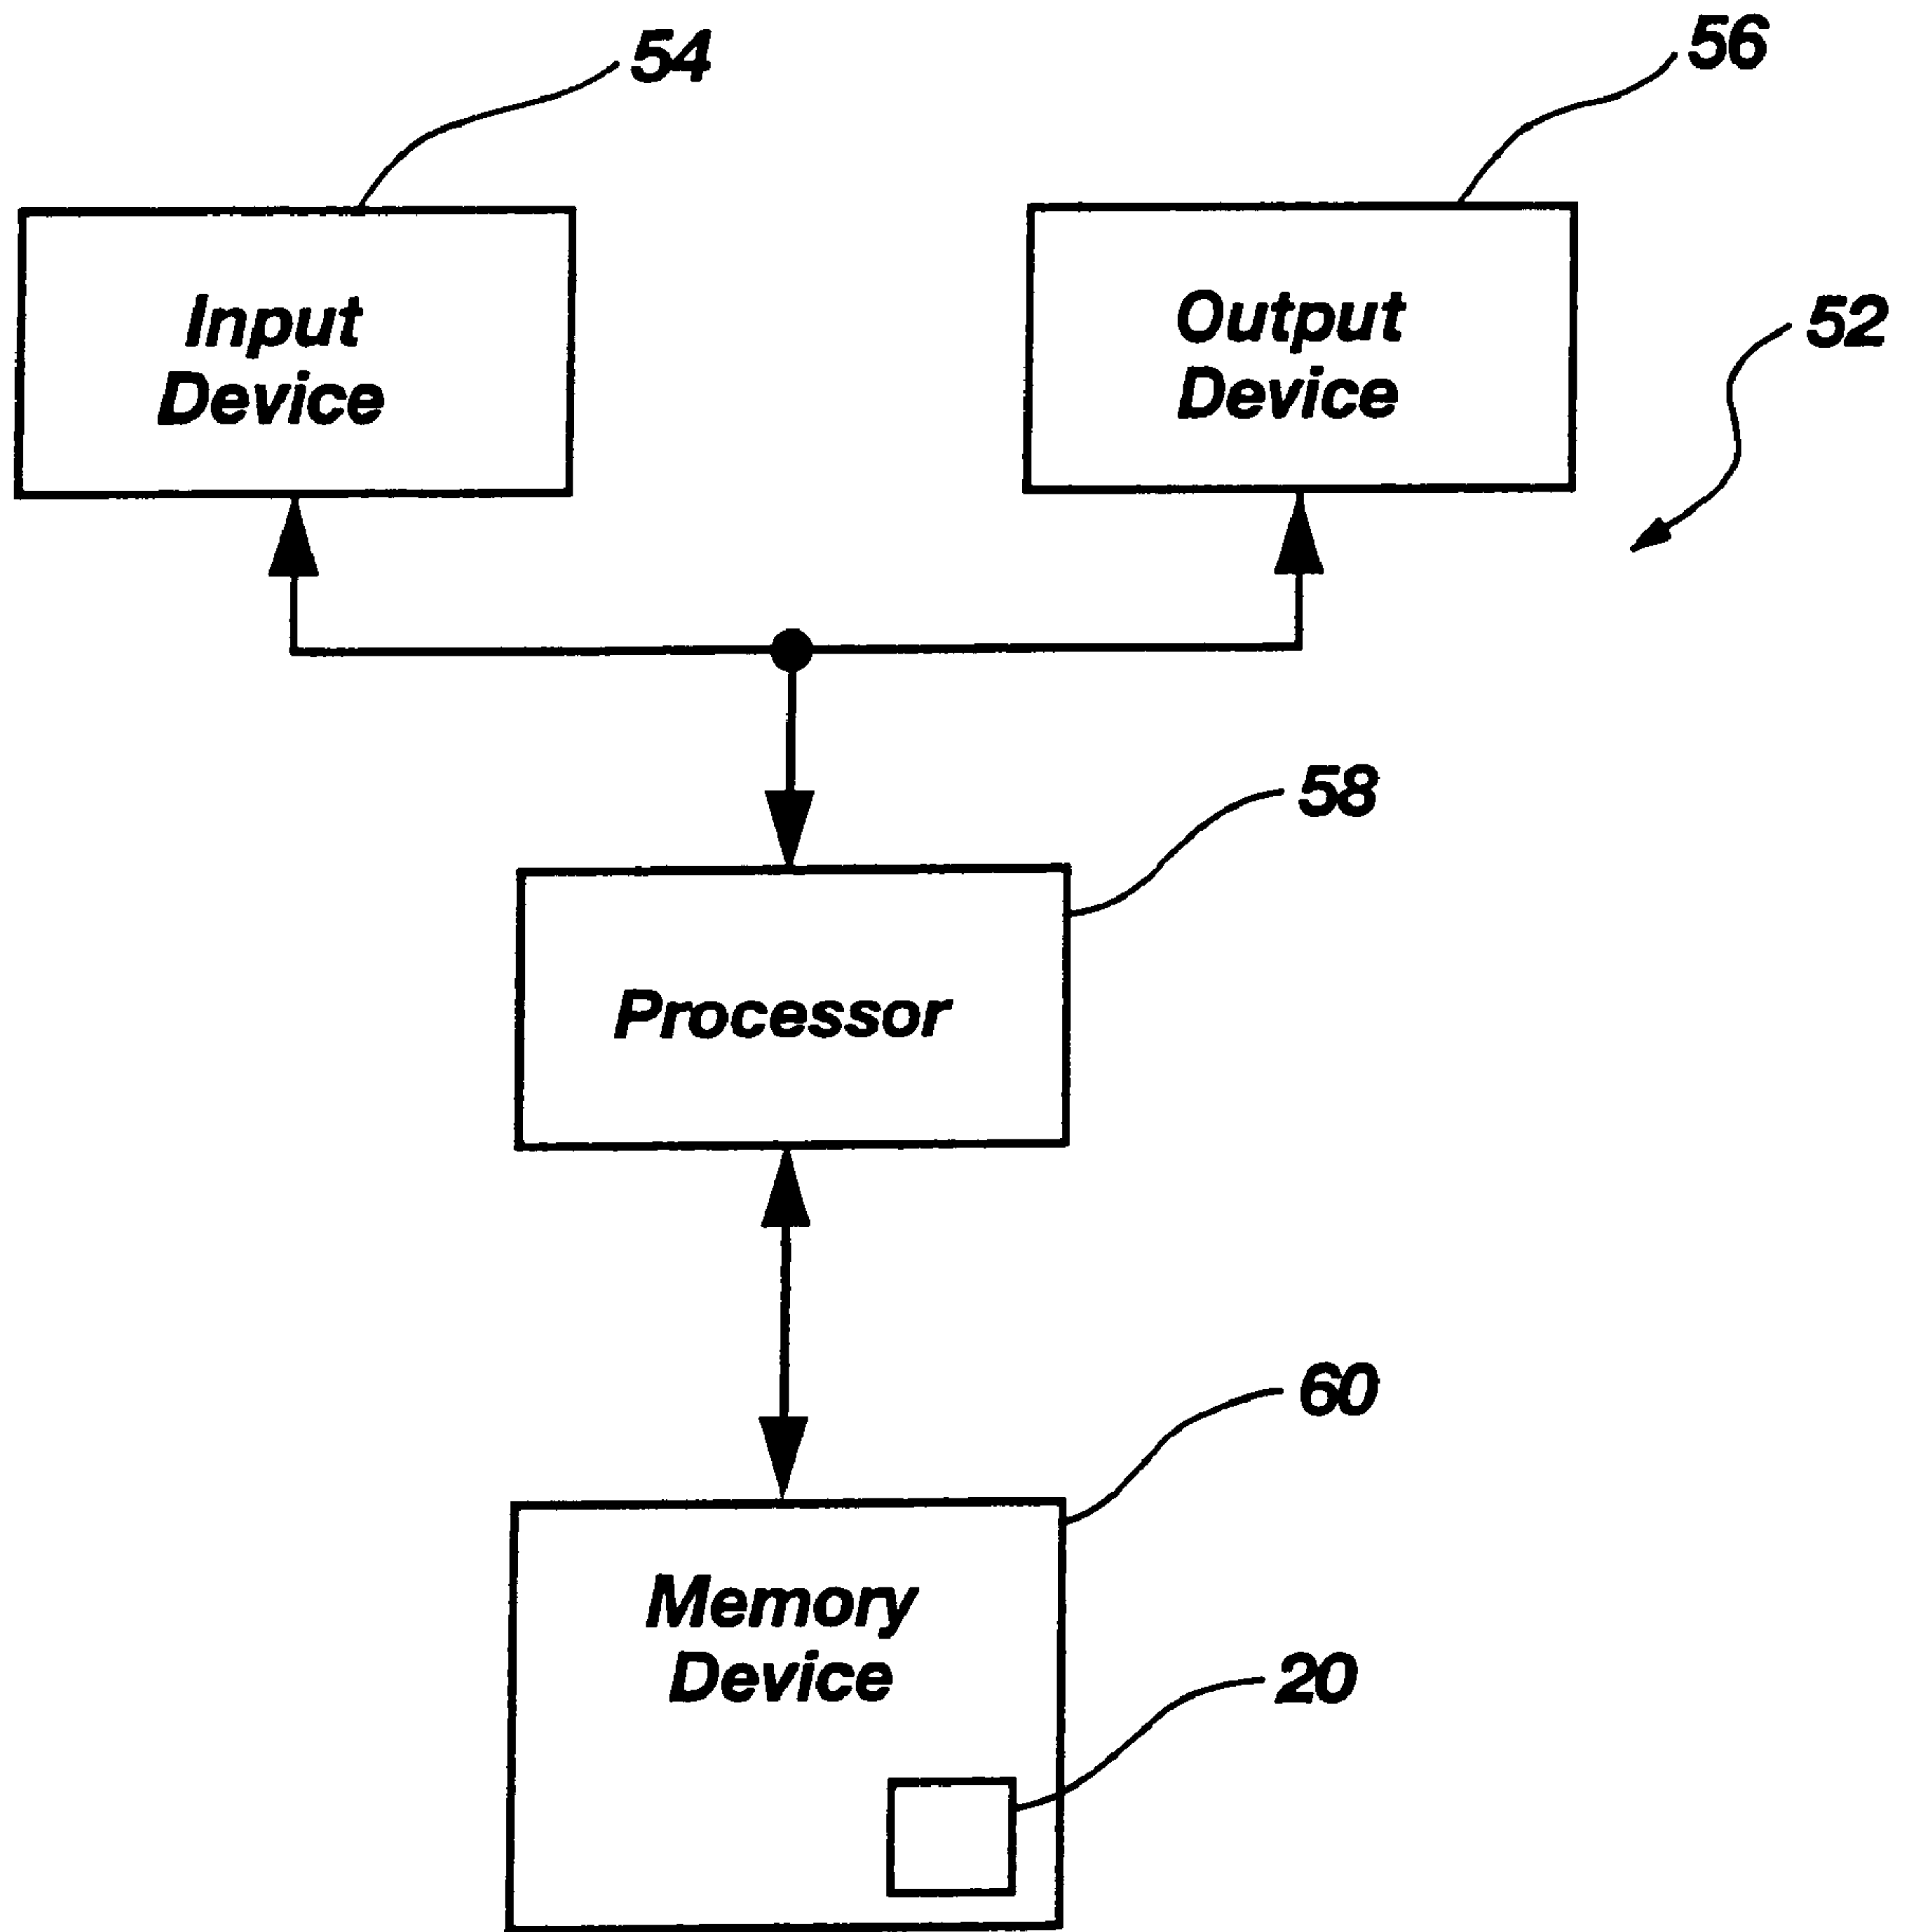 54
56
Input
Device
Output
Device
52
58
Processor
60
Memory
Device
20